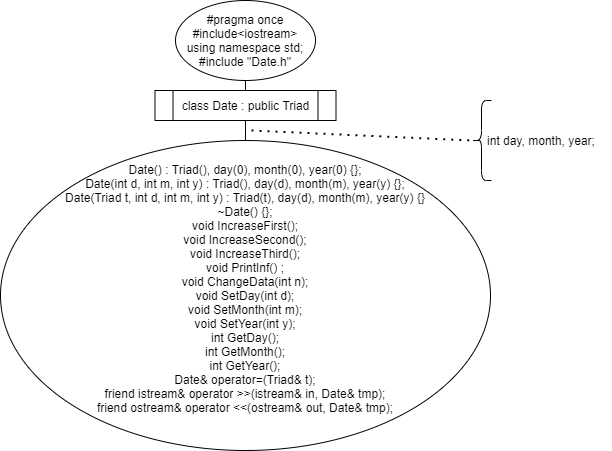 #pragma once
#include<iostream>
using namespace std;
#include "Date.h"
class Date : public Triad
int day, month, year;
Date() : Triad(), day(0), month(0), year(0) {};
Date(int d, int m, int y) : Triad(), day(d), month(m), year(y) {};
Date(Triad t, int d, int m, int y) : Triad(t), day(d), month(m), year(y) {}
~Date() {};
void IncreaseFirst();
void IncreaseSecond();
void IncreaseThird();
void PrintInf() ;
void ChangeData(int n);
void SetDay(int d);
void SetMonth(int m);
void SetYear(int y);
int GetDay();
int GetMonth();
int GetYear();
Date& operator=(Triad& t);
friend istream& operator >>(istream& in, Date& tmp);
friend ostream& operator <<(ostream& out, Date& tmp);